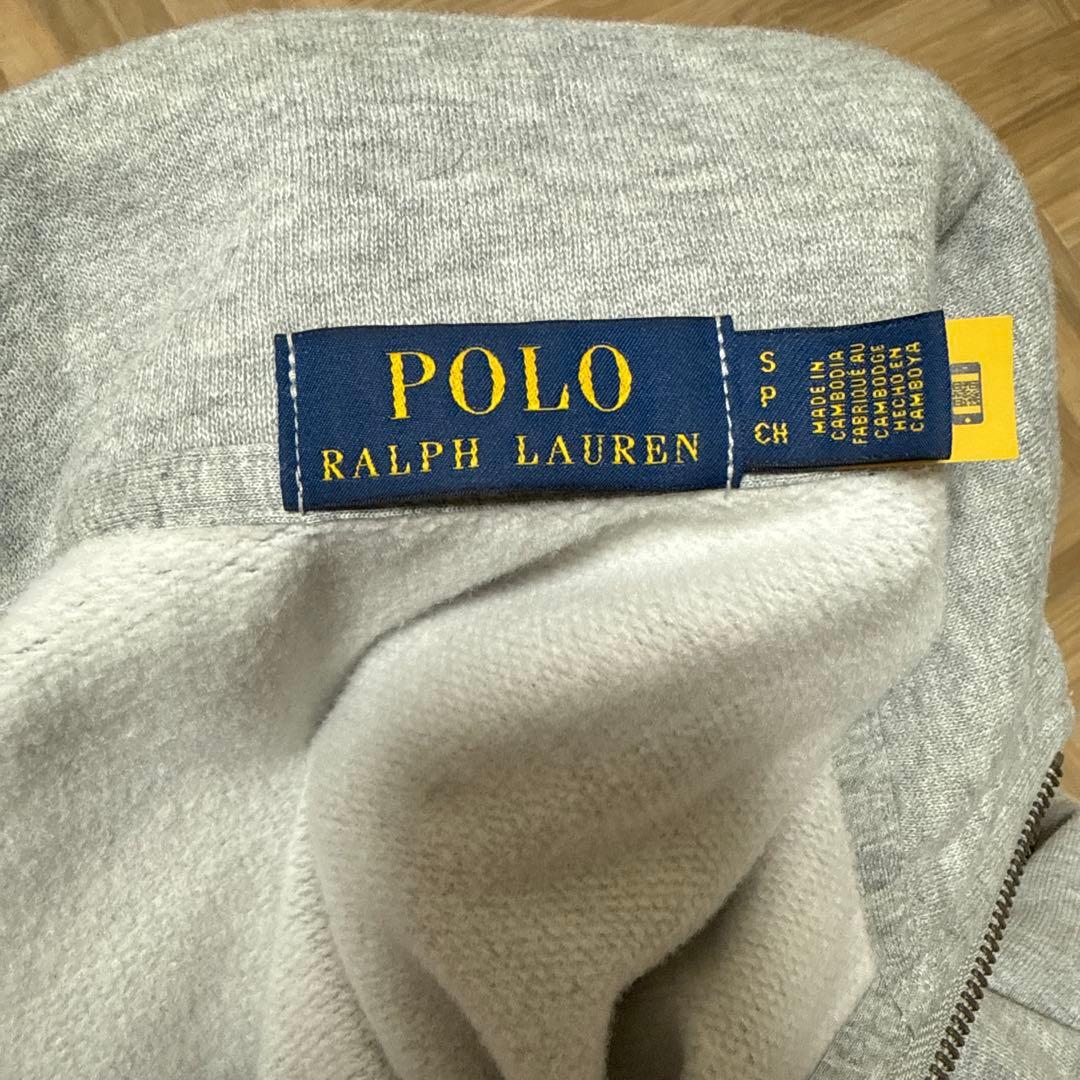 POLO
RALPH LAUREN
S
P
CH
MADE IN
CAMBODIA
FABRIQUÉ AU
CAMBODGE
HECHO EN
CAMBOYA